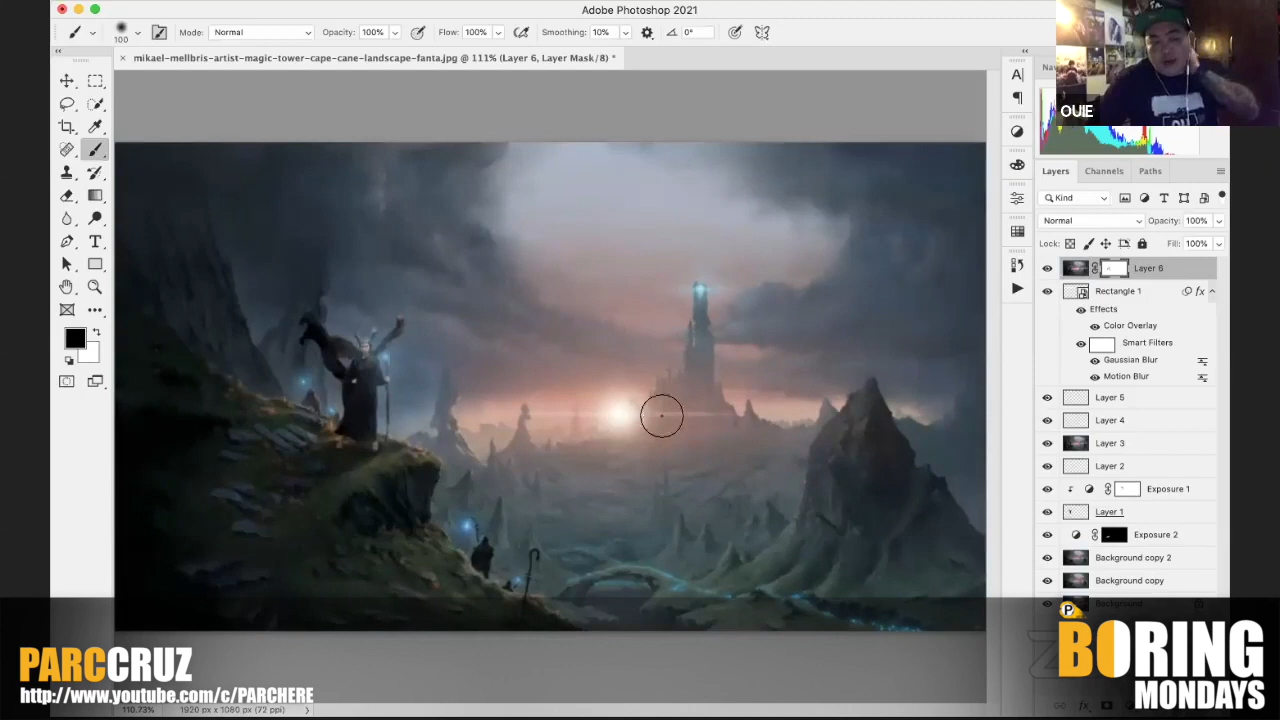 Adobe Photoshop 2021
100
Mode: Normal
Opacity: 100%
Flow: 100%
Smoothing: 10%
0°
mikael-mellbris-artist-magic-tower-cape-cane-landscape-fanta.jpg @ 111% (Layer 6, Layer Mask/8) *
OUIE
Layers
Channels
Paths
Kind
Normal
Opacity: 100%
Lock:
Fill: 100%
Layer 6
Rectangle 1
fx
Effects
Color Overlay
Smart Filters
Gaussian Blur
Motion Blur
Layer 5
Layer 4
Layer 3
Layer 2
Exposure 1
Layer 1
Exposure 2
Background copy 2
Background copy
Background
PARCCRUZ
http://www.youtube.com/c/PARCHERE
P
BORING
MONDAYS
110.73%
1920 px x 1080 px (72 ppi)